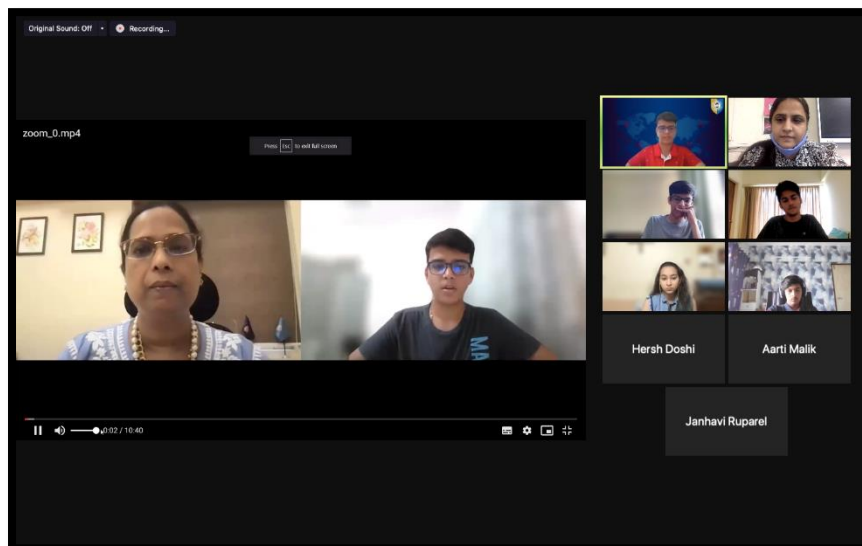 Original Sound: Off
Recording...
zoom_0.mp4
Press ESC to exit full screen
MA
0:02 / 10:40
Hersh Doshi
Aarti Malik
Janhavi Ruparel